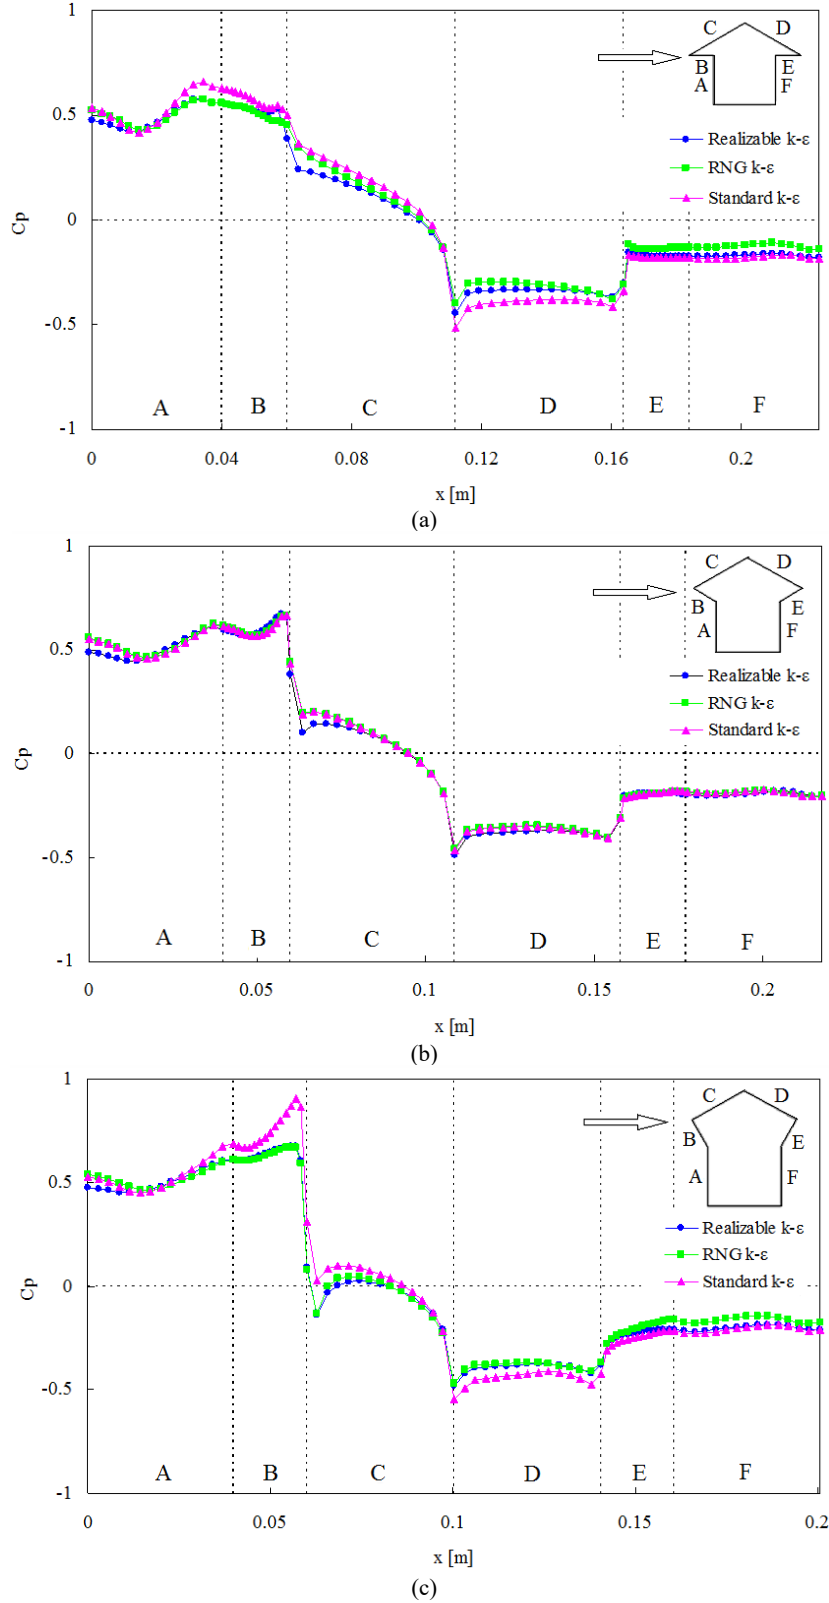 1
C D
B E
A F
0.5
Realizable k-ε
RNG k-ε
Standard k-ε
Cp
0
-0.5
A B C D E F
-1
0 0.04 0.08 0.12 0.16 0.2
x [m]
(a)
1
C D
B E
A F
0.5
Realizable k-ε
RNG k-ε
Standard k-ε
Cp
0
-0.5
A B C D E F
-1
0 0.05 0.1 0.15 0.2
x [m]
(b)
1
C D
B E
A F
0.5
Realizable k-ε
RNG k-ε
Standard k-ε
Cp
0
-0.5
A B C D E F
-1
0 0.05 0.1 0.15 0.2
x [m]
(c)